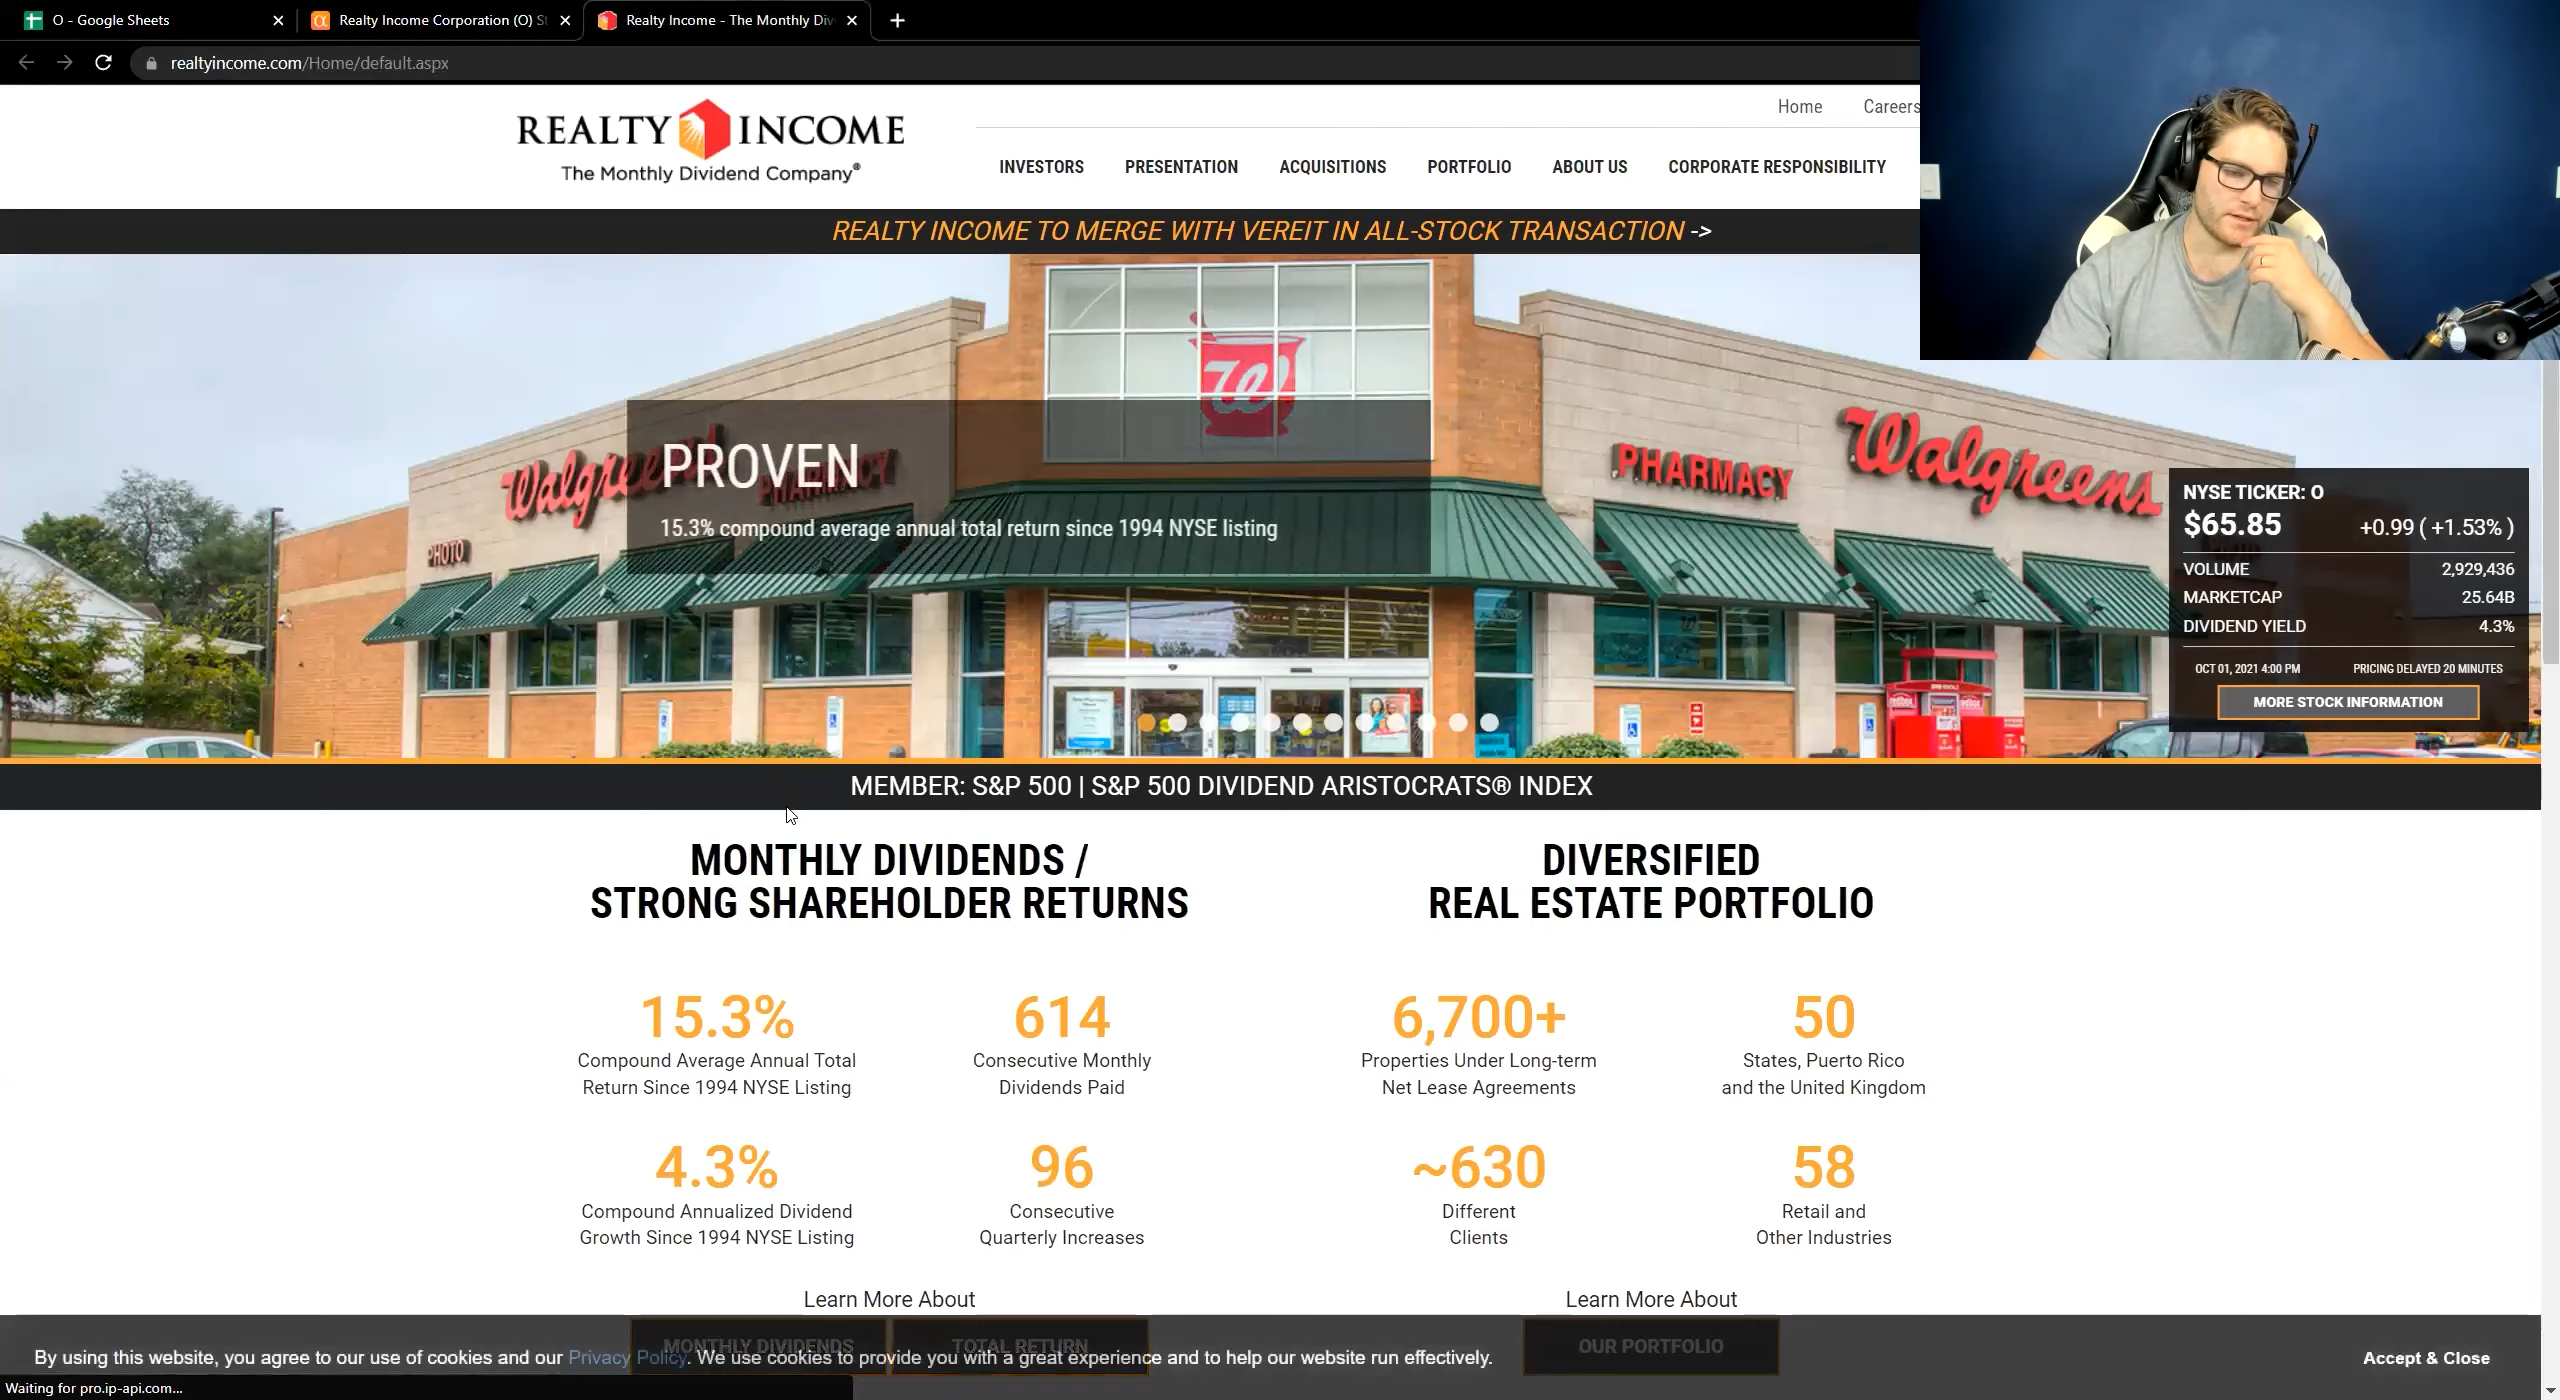 O - Google Sheets
Realty Income Corporation (O) St
Realty Income - The Monthly Div
realtyincome.com/Home/default.aspx
REALTY INCOME
The Monthly Dividend Company®
Home Careers
INVESTORS PRESENTATION ACQUISITIONS PORTFOLIO ABOUT US CORPORATE RESPONSIBILITY
REALTY INCOME TO MERGE WITH VEREIT IN ALL-STOCK TRANSACTION ->
W
Walgreens
PHARMACY
PHOTO
PROVEN
15.3% compound average annual total return since 1994 NYSE listing
PHARMACY
Walgreens
NYSE TICKER: O
$65.85 +0.99 ( +1.53% )
VOLUME 2,929,436
MARKETCAP 25.64B
DIVIDEND YIELD 4.3%
OCT 01, 2021 4:00 PM PRICING DELAYED 20 MINUTES
MORE STOCK INFORMATION
MEMBER: S&P 500 | S&P 500 DIVIDEND ARISTOCRATS® INDEX
MONTHLY DIVIDENDS /
STRONG SHAREHOLDER RETURNS
15.3%
Compound Average Annual Total
Return Since 1994 NYSE Listing
614
Consecutive Monthly
Dividends Paid
4.3%
Compound Annualized Dividend
Growth Since 1994 NYSE Listing
96
Consecutive
Quarterly Increases
Learn More About
MONTHLY DIVIDENDS
TOTAL RETURN
DIVERSIFIED
REAL ESTATE PORTFOLIO
6,700+
Properties Under Long-term
Net Lease Agreements
50
States, Puerto Rico
and the United Kingdom
~630
Different
Clients
58
Retail and
Other Industries
Learn More About
OUR PORTFOLIO
By using this website, you agree to our use of cookies and our Privacy Policy. We use cookies to provide you with a great experience and to help our website run effectively.
Accept & Close
Waiting for pro.ip-api.com...